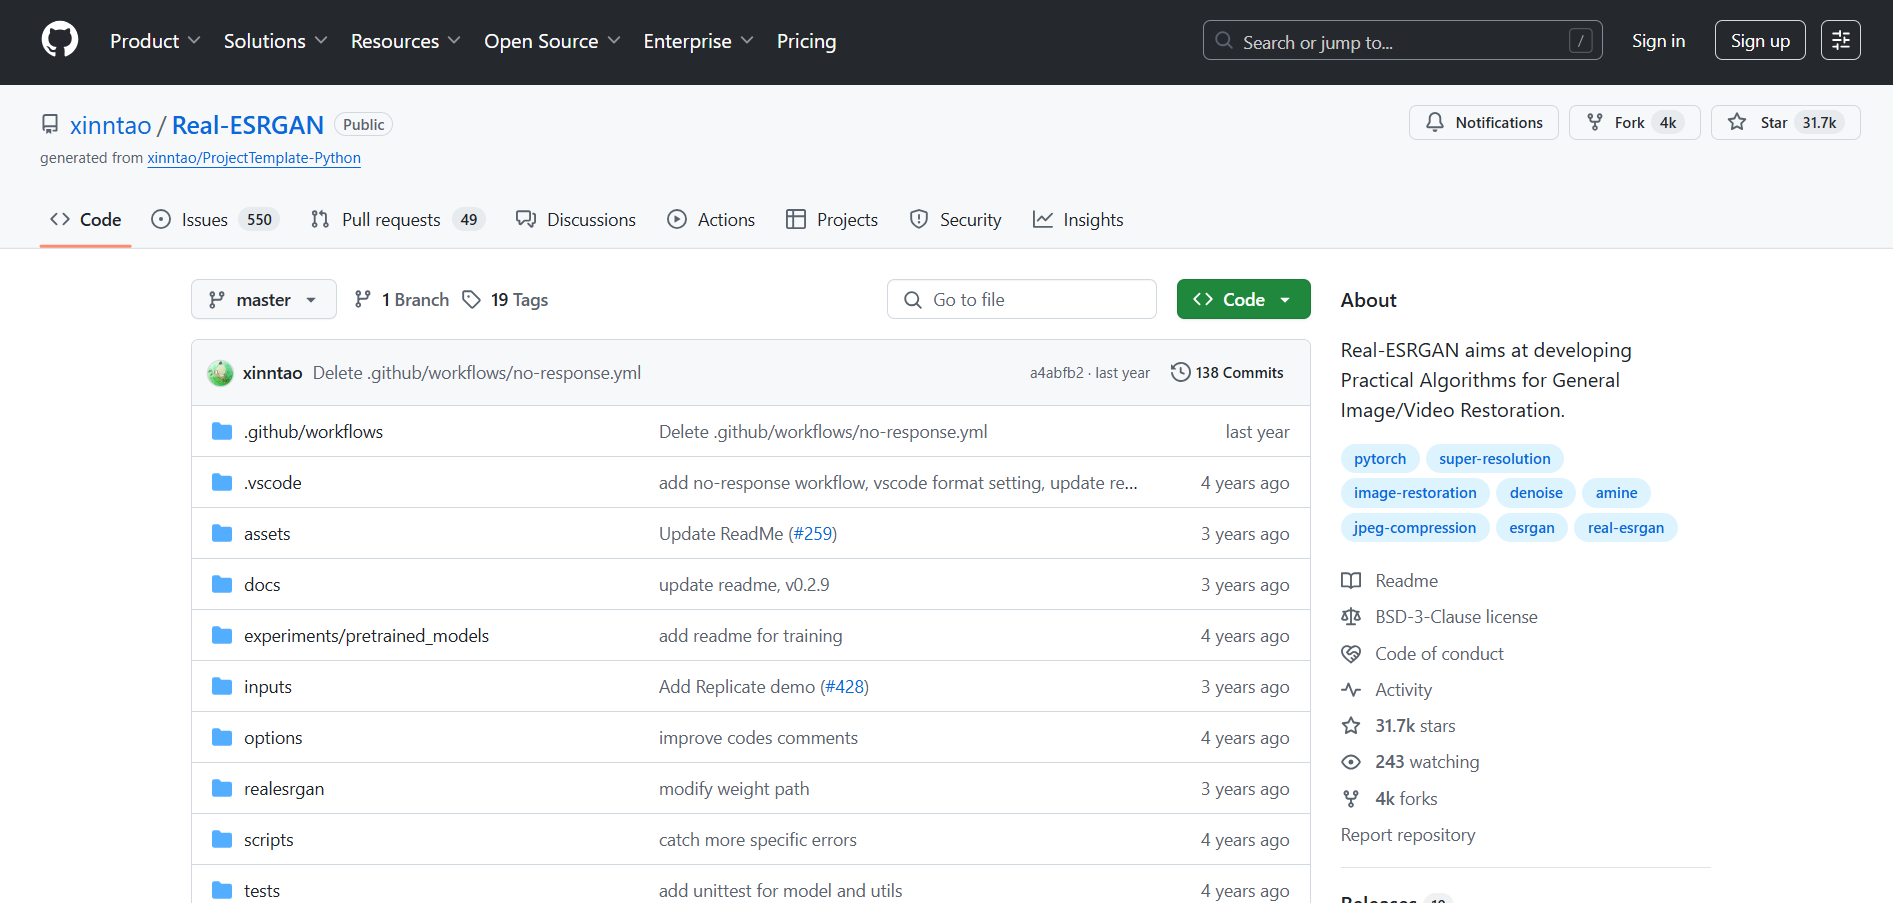 Product Solutions Resources Open Source Enterprise Pricing Search or jump to... / Sign in Sign up
xinntao / Real-ESRGAN Public Notifications Fork 4k Star 31.7k
generated from xinntao/ProjectTemplate-Python
Code Issues 550 Pull requests 49 Discussions Actions Projects Security Insights
master 1 Branch 19 Tags Go to file Code
xinntao Delete .github/workflows/no-response.yml a4abfb2 · last year 138 Commits
.github/workflows Delete .github/workflows/no-response.yml last year
.vscode add no-response workflow, vscode format setting, update re... 4 years ago
assets Update ReadMe (#259) 3 years ago
docs update readme, v0.2.9 3 years ago
experiments/pretrained_models add readme for training 4 years ago
inputs Add Replicate demo (#428) 3 years ago
options improve codes comments 4 years ago
realesrgan modify weight path 3 years ago
scripts catch more specific errors 4 years ago
tests add unittest for model and utils 4 years ago
About
Real-ESRGAN aims at developing
Practical Algorithms for General
Image/Video Restoration.
pytorch super-resolution
image-restoration denoise amine
jpeg-compression esrgan real-esrgan
Readme
BSD-3-Clause license
Code of conduct
Activity
31.7k stars
243 watching
4k forks
Report repository
Releases